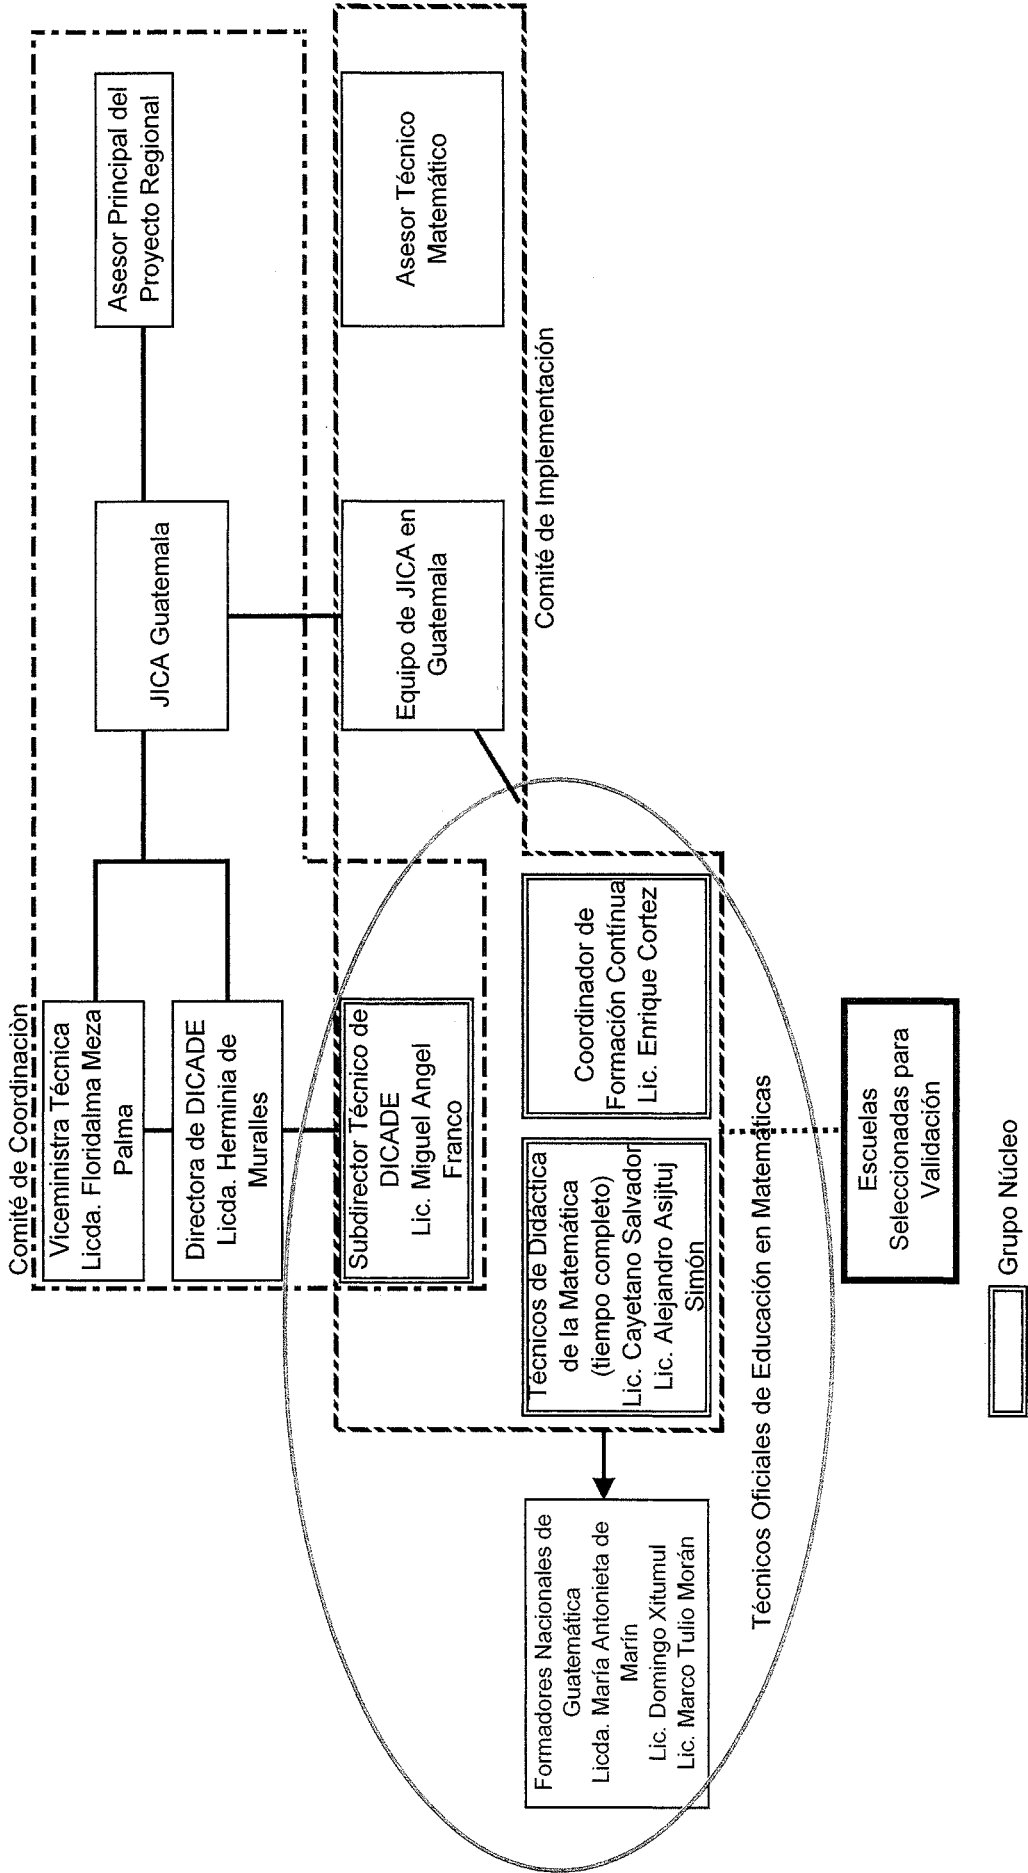 Comité de Coordinaciòn
Viceministra Técnica
Licda. Floridalma Meza
Palma
Directora de DICADE
Licda. Herminia de
Muralles
JICA Guatemala
Asesor Principal del
Proyecto Regional
Subdirector Técnico de
DICADE
Lic. Miguel Angel
Franco
Equipo de JICA en
Guatemala
Asesor Técnico
Matemático
Comité de Implementación
Formadores Nacionales de
Guatemática
Licda. María Antonieta de
Marín
Lic. Domingo Xitumul
Lic. Marco Tulio Morán
Técnicos de Didáctica
de la Matemática
(tiempo completo)
Lic. Cayetano Salvador
Lic. Alejandro Asijtuj
Simón
Coordinador de
Formación Contínua
Lic. Enrique Cortez
Técnicos Oficiales de Educación en Matemáticas
Escuelas
Seleccionadas para
Validación
Grupo Núcleo